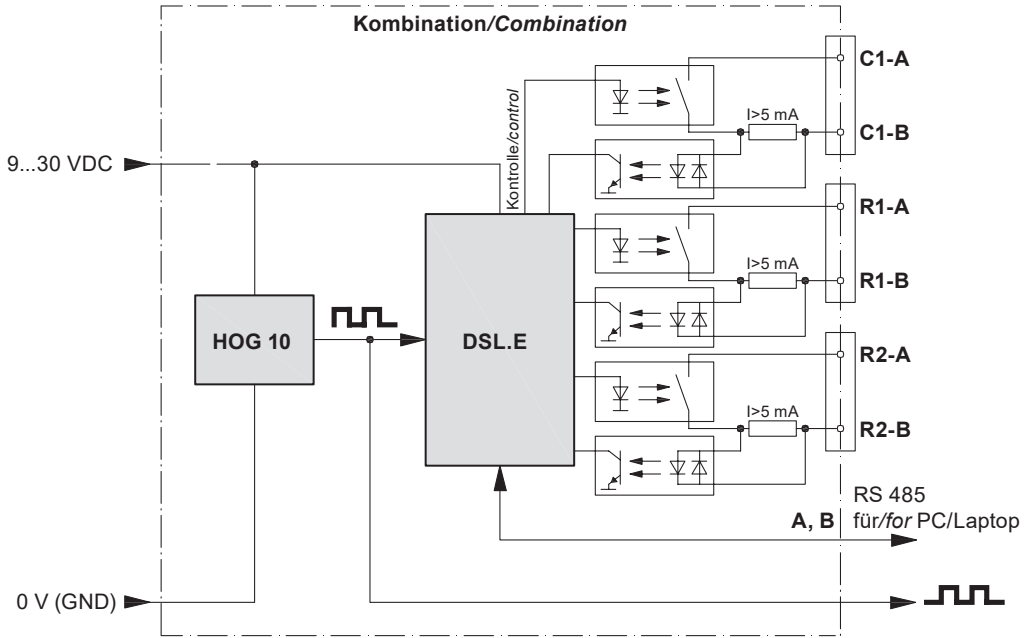 Kombination/Combination
C1-A
I>5 mA
C1-B
Kontrolle/control
9...30 VDC
R1-A
I>5 mA
R1-B
HOG 10
DSL.E
R2-A
I>5 mA
R2-B
RS 485
A, B
für/for PC/Laptop
0 V (GND)